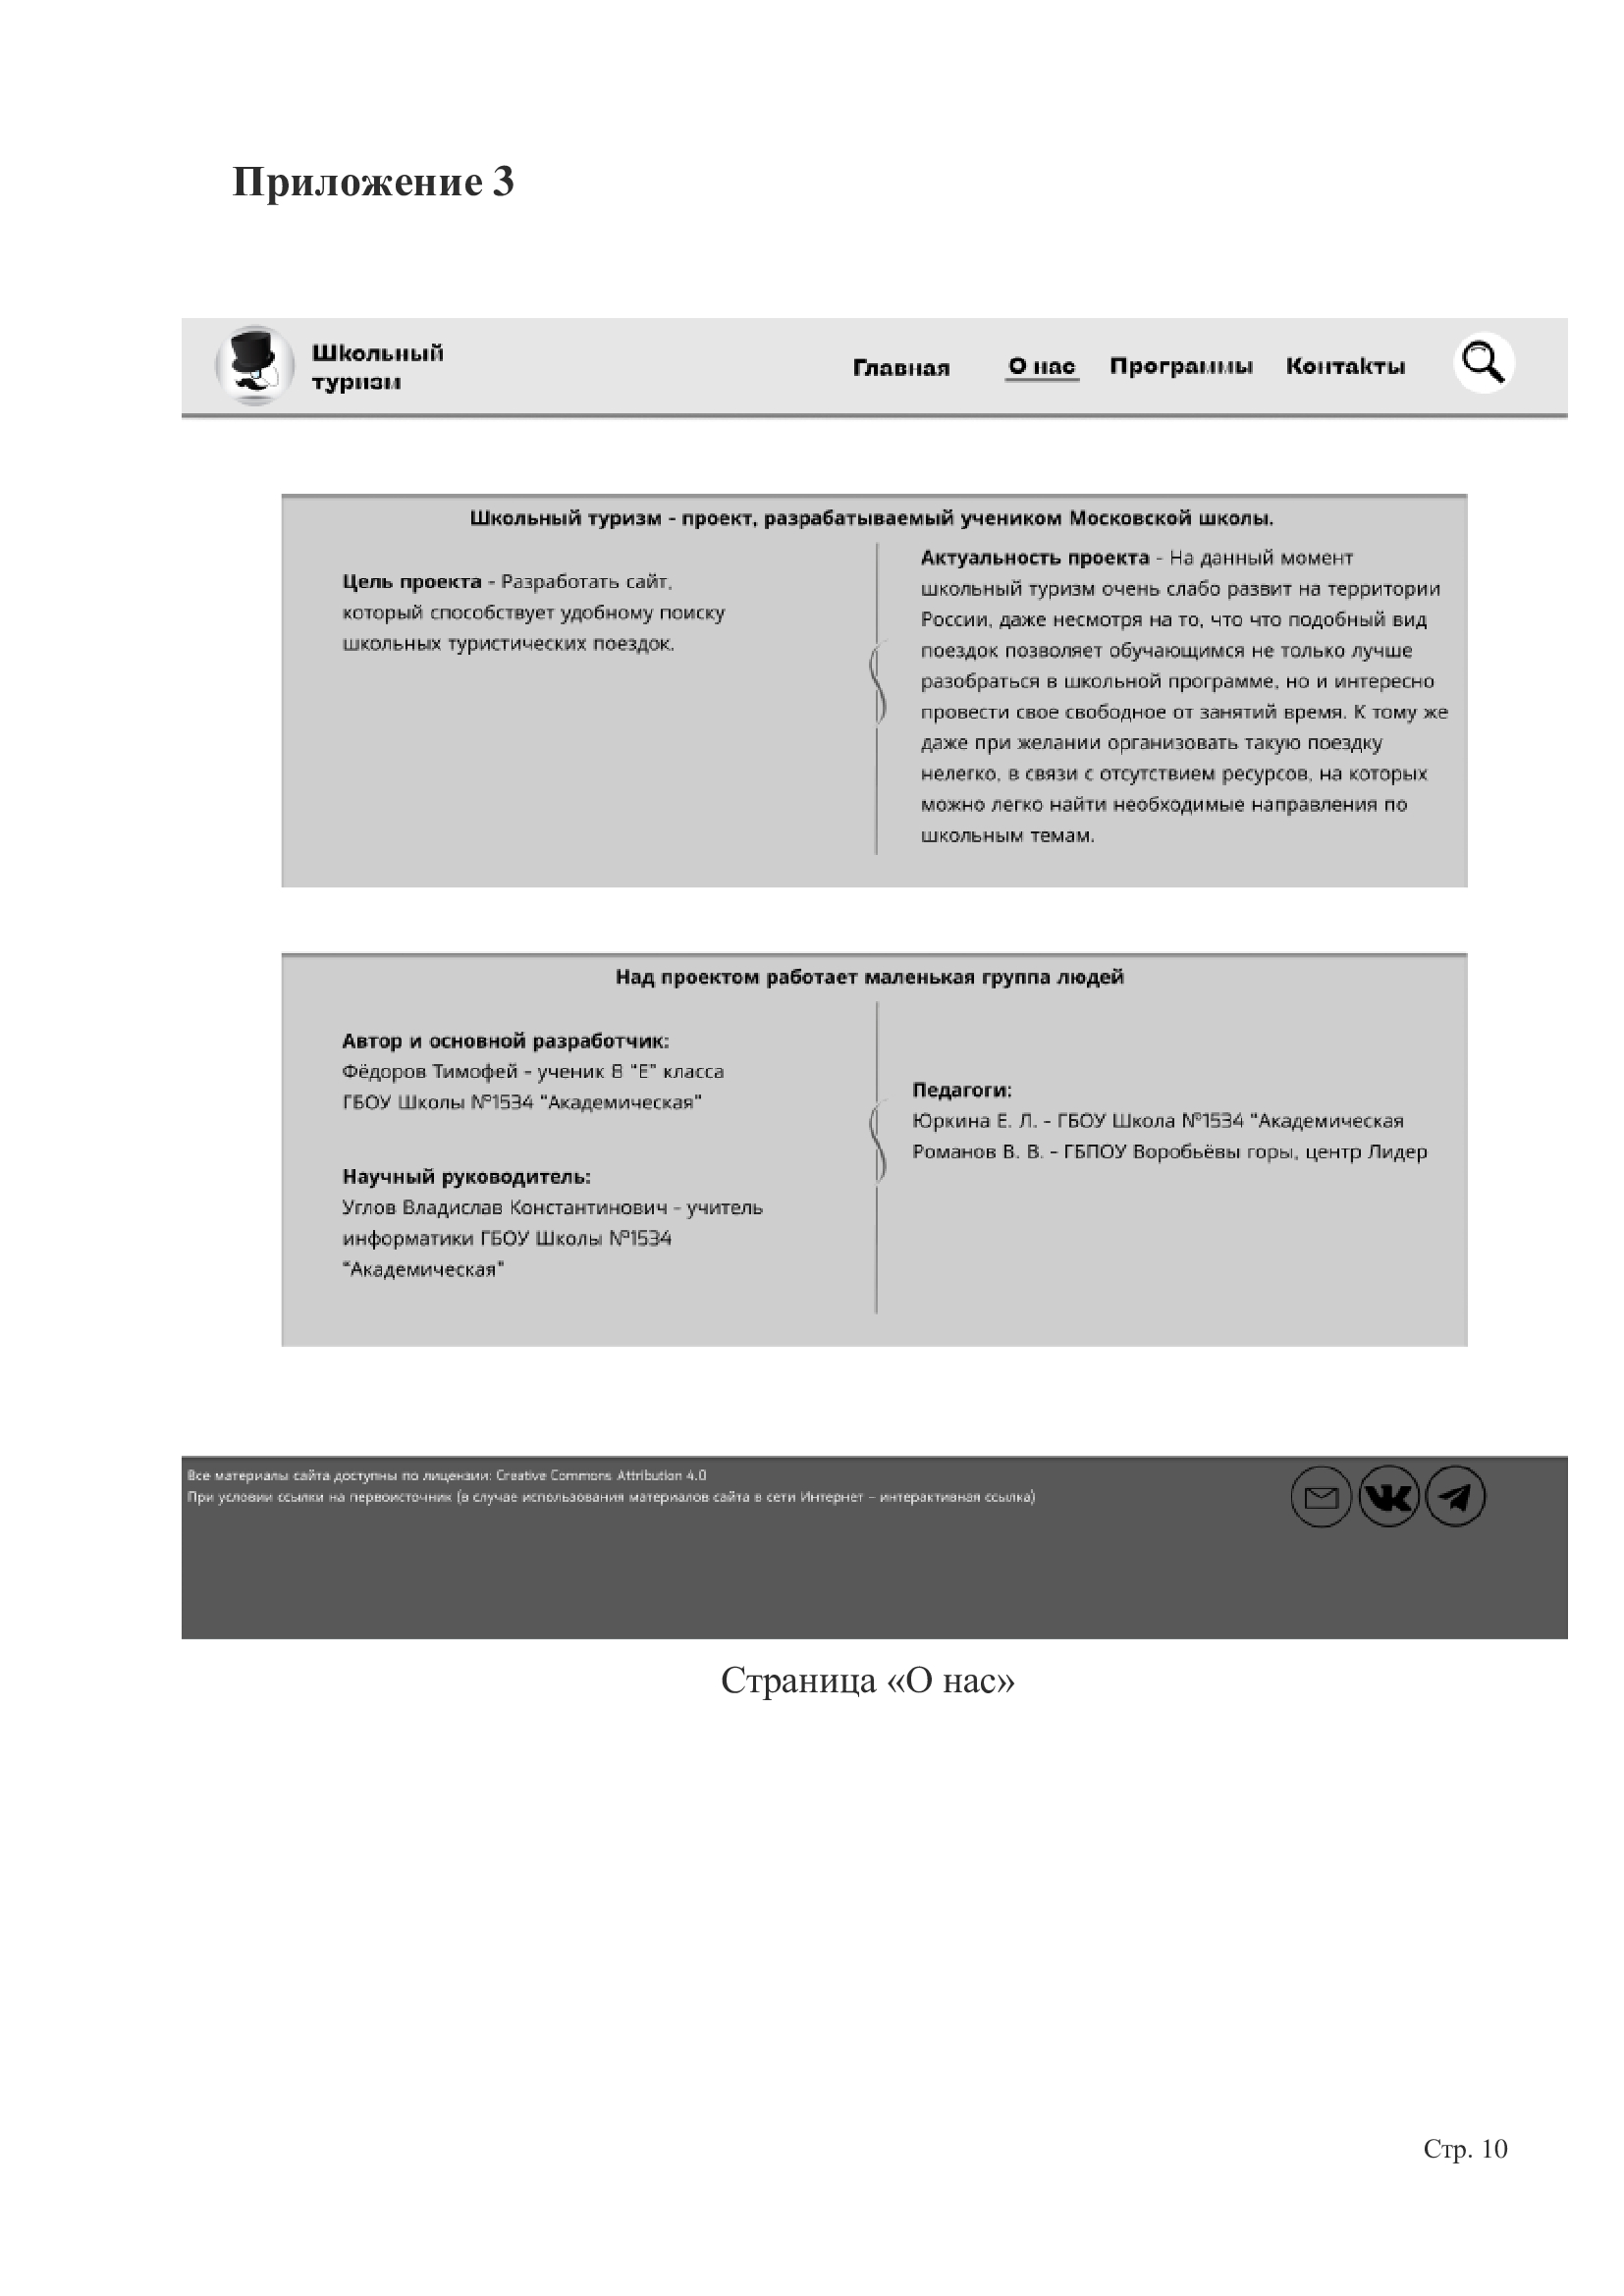 Приложение 3
Школьный
туризм
Главная
О нас
Программы
Контакты
Школьный туризм - проект, разрабатываемый учеником Московской школы.
Цель проекта - Разработать сайт,
который способствует удобному поиску
школьных туристических поездок.
Актуальность проекта - На данный момент
школьный туризм очень слабо развит на территории
России, даже несмотря на то, что что подобный вид
поездок позволяет обучающимся не только лучше
разобраться в школьной программе, но и интересно
провести свое свободное от занятий время. К тому же
даже при желании организовать такую поездку
нелегко, в связи с отсутствием ресурсов, на которых
можно легко найти необходимые направления по
школьным темам.
Над проектом работает маленькая группа людей
Автор и основной разработчик:
Фёдоров Тимофей - ученик 8 “Е” класса
ГБОУ Школы №1534 “Академическая”
Научный руководитель:
Углов Владислав Константинович - учитель
информатики ГБОУ Школы №1534
“Академическая”
Педагоги:
Юркина Е. Л. - ГБОУ Школа №1534 “Академическая
Романов В. В. - ГБПОУ Воробьёвы горы, центр Лидер
Все материалы сайта доступны по лицензии: Creative Commons Attribution 4.0
При условии ссылки на первоисточник (в случае использования материалов сайта в сети Интернет – интерактивная ссылка)
Страница «О нас»
Стр. 10